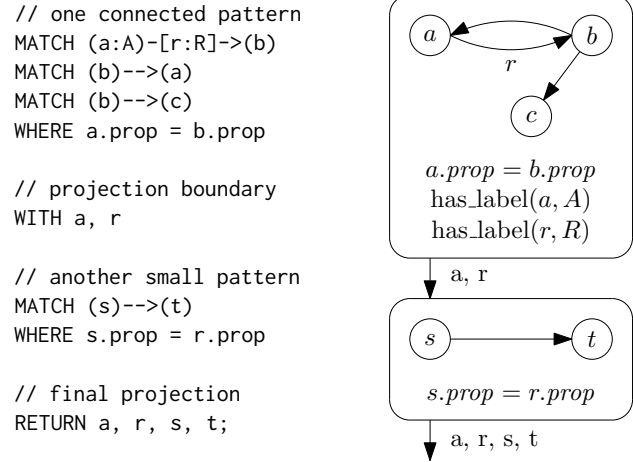 // one connected pattern
MATCH (a:A)-[r:R]->(b)
MATCH (b)-->(a)
MATCH (b)-->(c)
WHERE a.prop = b.prop
// projection boundary
WITH a, r
// another small pattern
MATCH (s)-->(t)
WHERE s.prop = r.prop
// final projection
RETURN a, r, s, t;
a
b
r
c
a.prop = b.prop
has_label(a, A)
has_label(r, R)
a, r
s
t
s.prop = r.prop
a, r, s, t